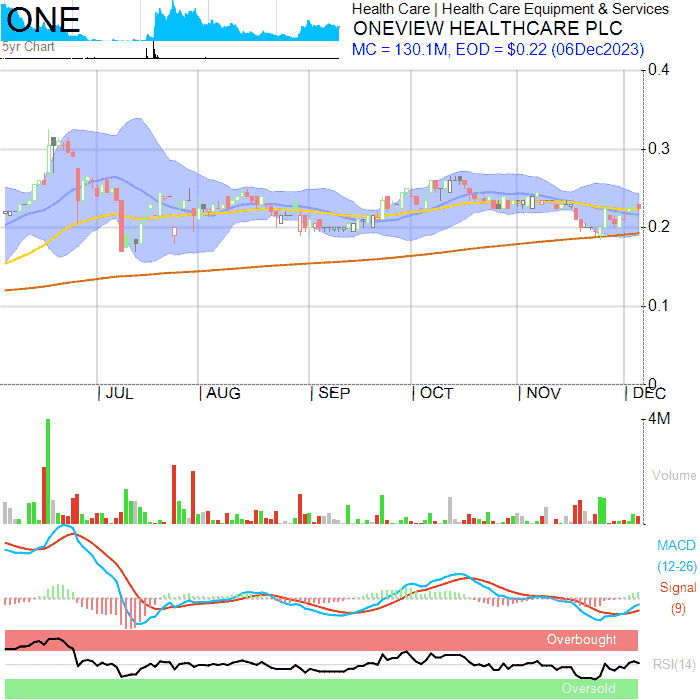 ONE
5yr Chart
Health Care | Health Care Equipment & Services
ONEVIEW HEALTHCARE PLC
MC = 130.1M, EOD = $0.22 (06Dec2023)
0.4
0.3
0.2
0.1
0
JUL AUG SEP OCT NOV DEC
4M
Volume
MACD
(12-26)
Signal
(9)
Overbought
RSI(14)
Oversold